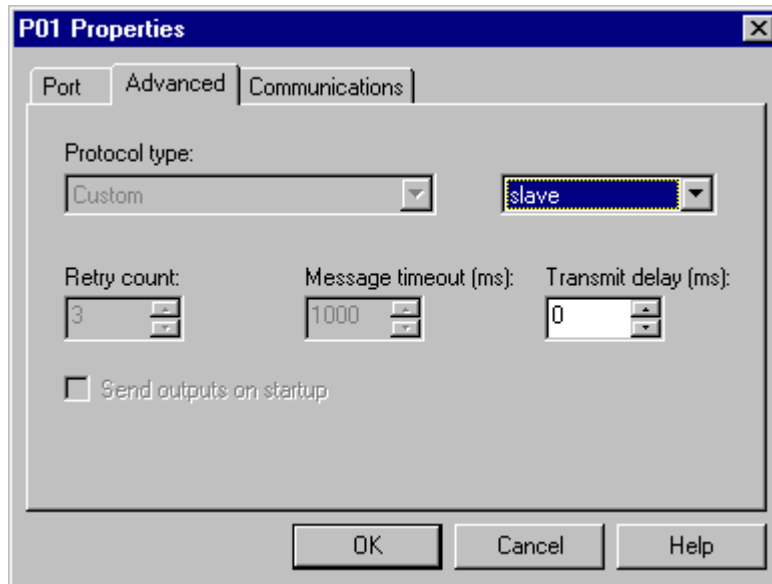 P01 Properties
Port Advanced Communications
Protocol type:
Custom slave
Retry count: Message timeout (ms): Transmit delay (ms):
3 1000 0
Send outputs on startup
OK Cancel Help